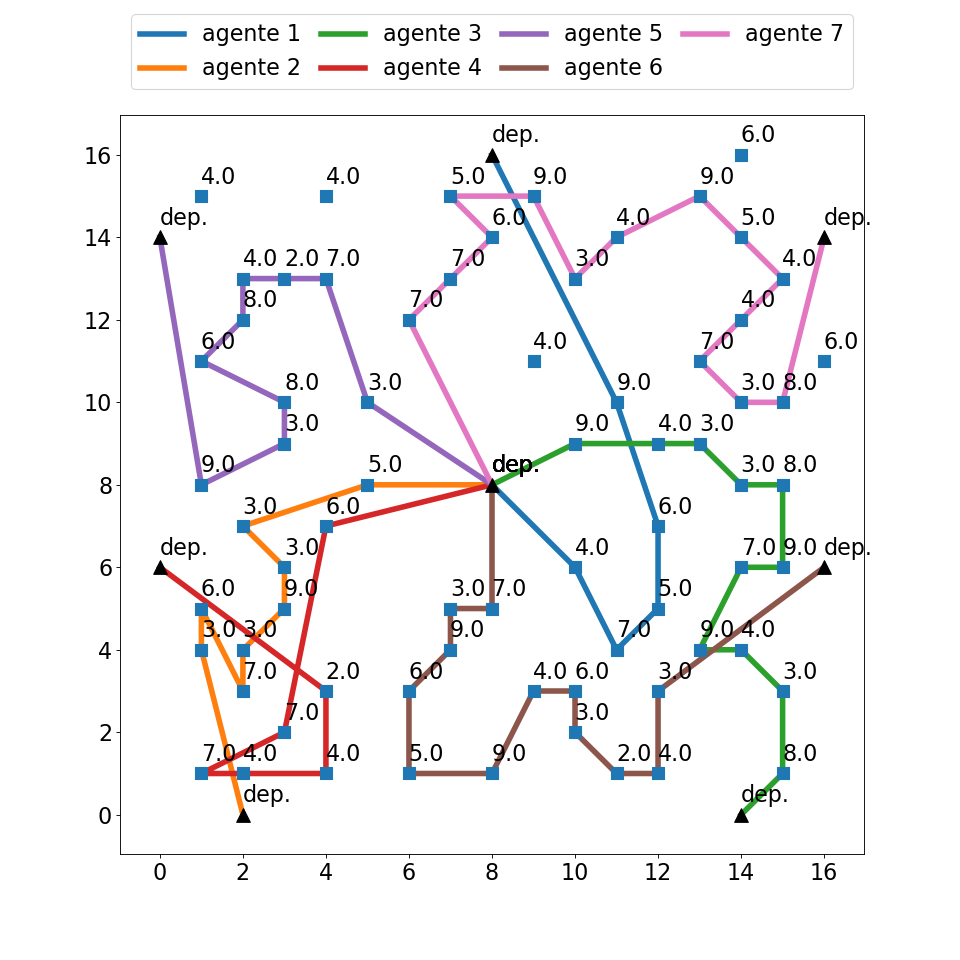 agente 1 agente 3 agente 5 agente 7
agente 2 agente 4 agente 6
dep. 6.0
16
4.0 4.0 5.0 9.0 9.0
dep. 6.0 4.0 5.0 dep.
14
4.0 2.0 7.0 7.0 3.0 4.0
8.0 7.0 4.0
12
6.0 4.0 7.0 6.0
8.0 3.0 9.0 3.0 8.0
10
3.0 9.0 4.0 3.0
9.0 5.0 dep. 3.0 8.0
8
3.0 6.0 6.0
dep. 3.0 4.0 7.0 9.0 dep.
6
6.0 9.0 3.0 7.0 5.0
3.0 3.0 9.0 7.0 9.0 4.0
4
7.0 2.0 6.0 4.0 6.0 3.0 3.0
7.0 3.0
2
7.0 4.0 4.0 5.0 9.0 2.0 4.0 8.0
dep. dep.
0
0 2 4 6 8 10 12 14 16